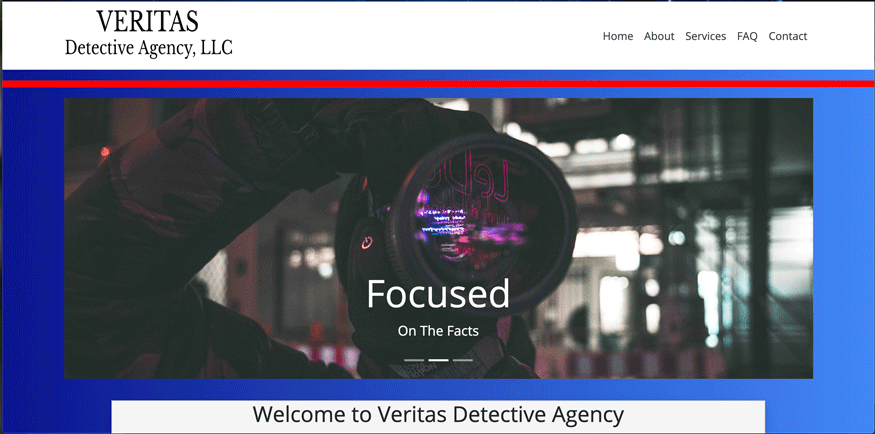 VERITAS
Detective Agency, LLC
Home About Services FAQ Contact
Focused
On The Facts
Welcome to Veritas Detective Agency